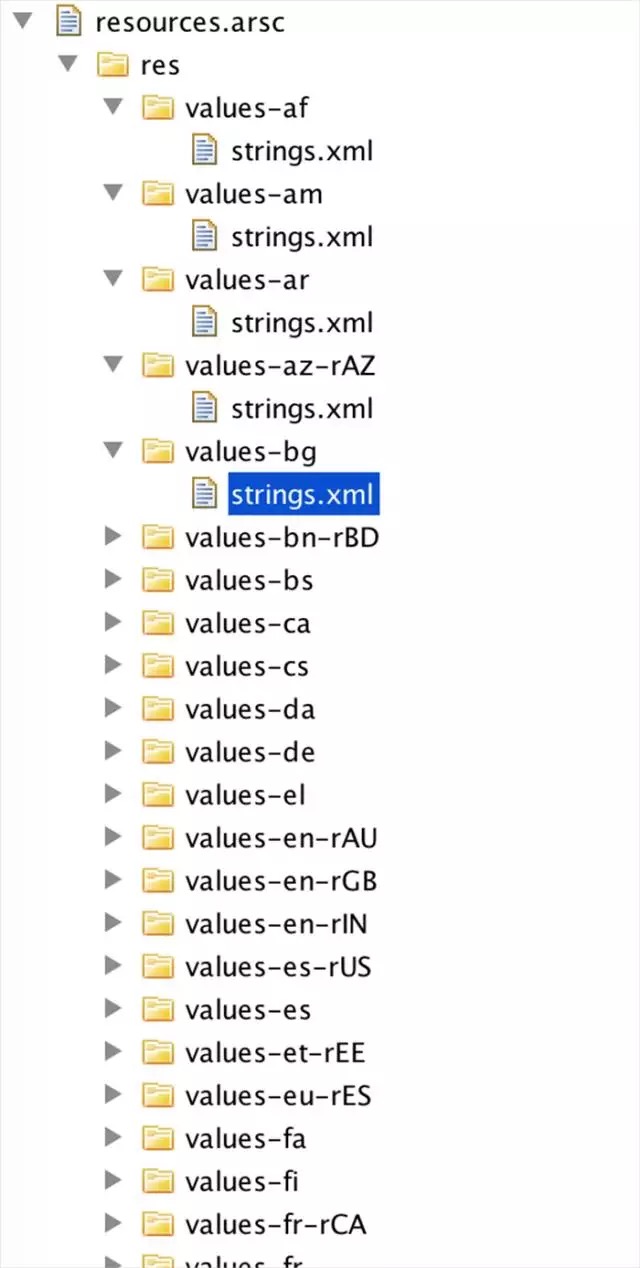 resources.arsc
res
values-af
strings.xml
values-am
strings.xml
values-ar
strings.xml
values-az-rAZ
strings.xml
values-bg
strings.xml
values-bn-rBD
values-bs
values-ca
values-cs
values-da
values-de
values-el
values-en-rAU
values-en-rGB
values-en-rIN
values-es-rUS
values-es
values-et-rEE
values-eu-rES
values-fa
values-fi
values-fr-rCA
values-fr